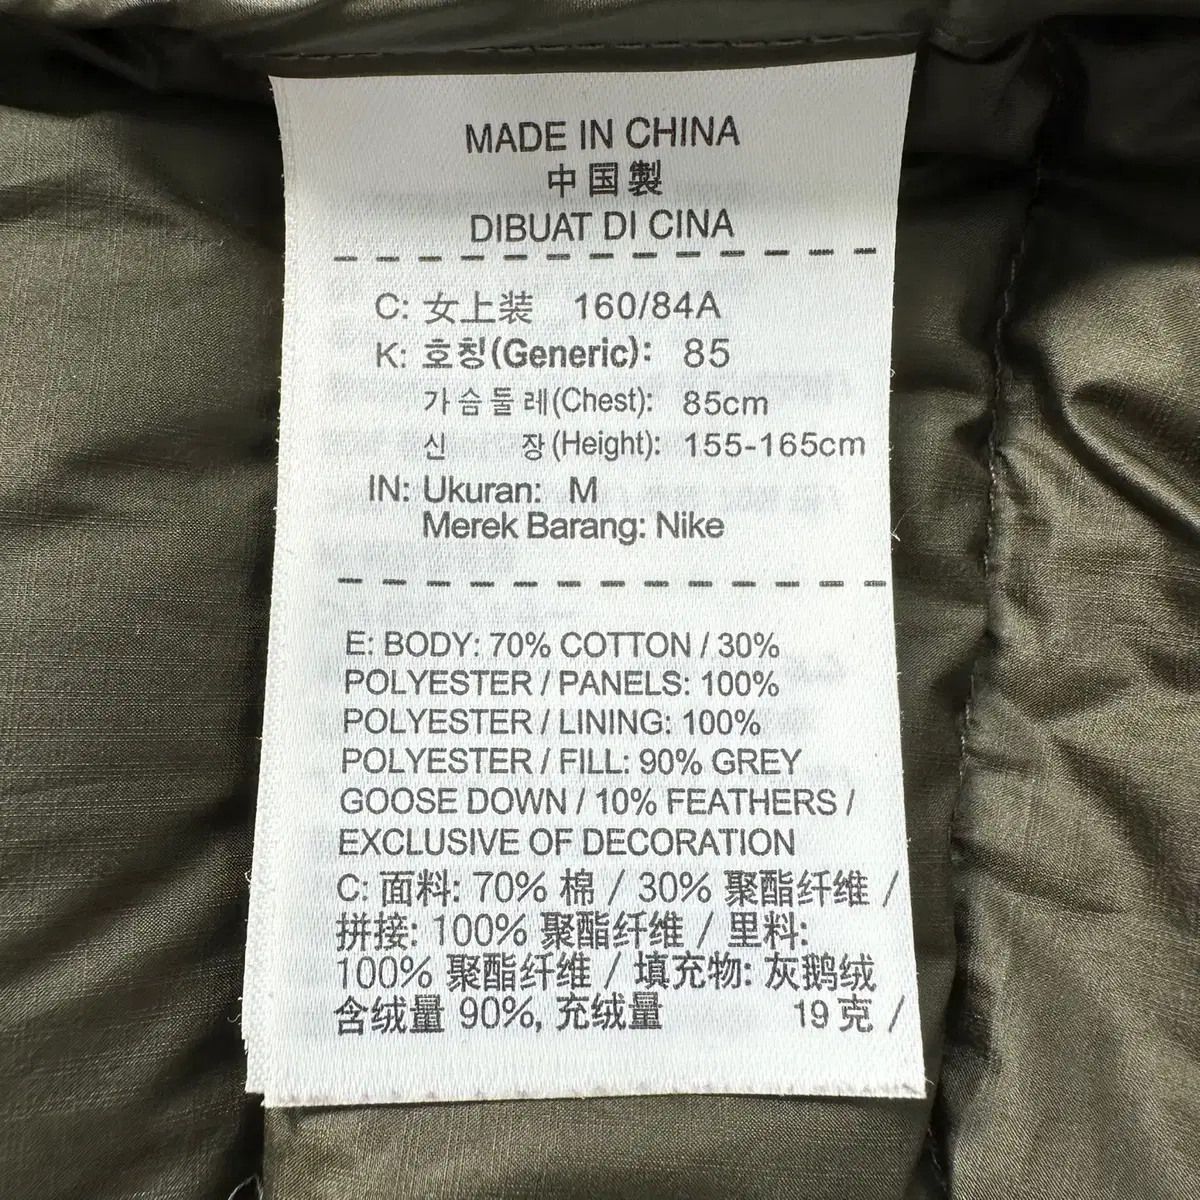 MADE IN CHINA
中国製
DIBUAT DI CINA
C: 女上装 160/84A
K: 호칭(Generic): 85
가슴둘레(Chest): 85cm
신 장(Height): 155-165cm
IN: Ukuran: M
Merek Barang: Nike
E: BODY: 70% COTTON / 30%
POLYESTER / PANELS: 100%
POLYESTER / LINING: 100%
POLYESTER / FILL: 90% GREY
GOOSE DOWN / 10% FEATHERS /
EXCLUSIVE OF DECORATION
C: 面料: 70% 棉 / 30% 聚酯纤维 /
拼接: 100% 聚酯纤维 / 里料:
100% 聚酯纤维 / 填充物: 灰鹅绒
含绒量 90%, 充绒量 19 克 /